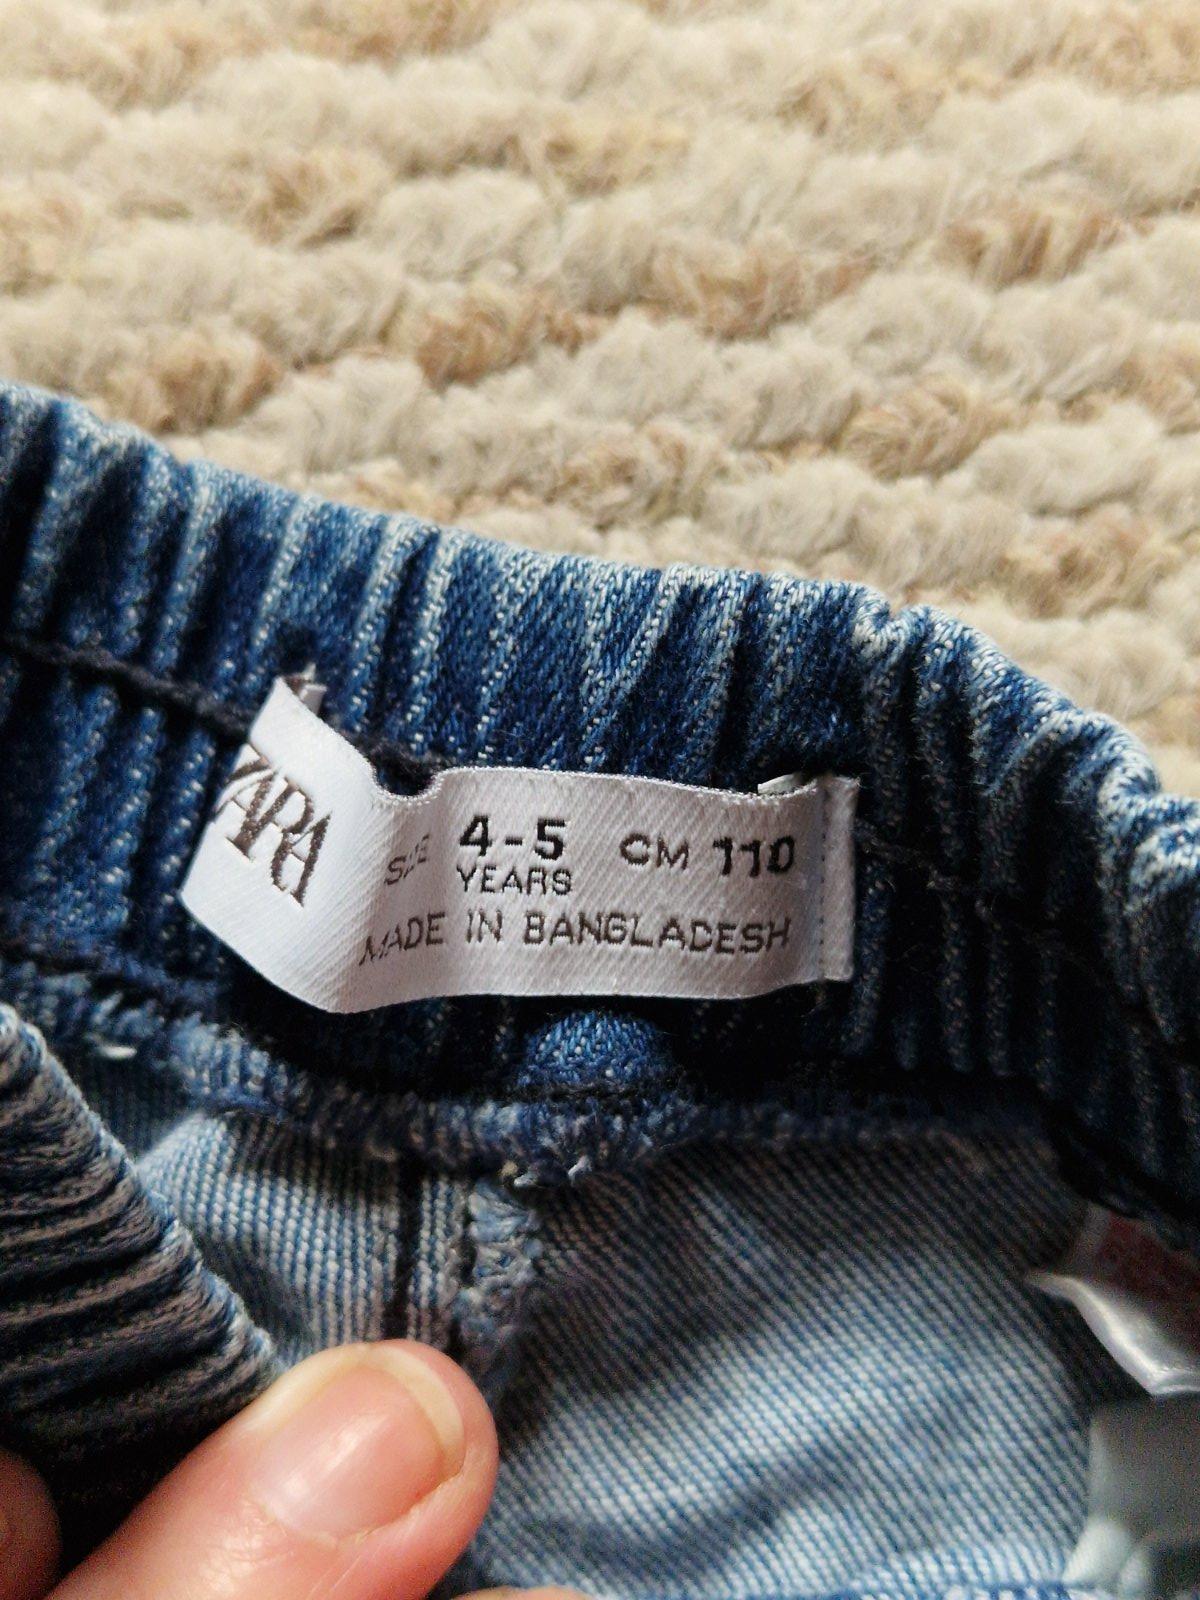 ZARA
SIZE 4-5 CM 110
YEARS
MADE IN BANGLADESH